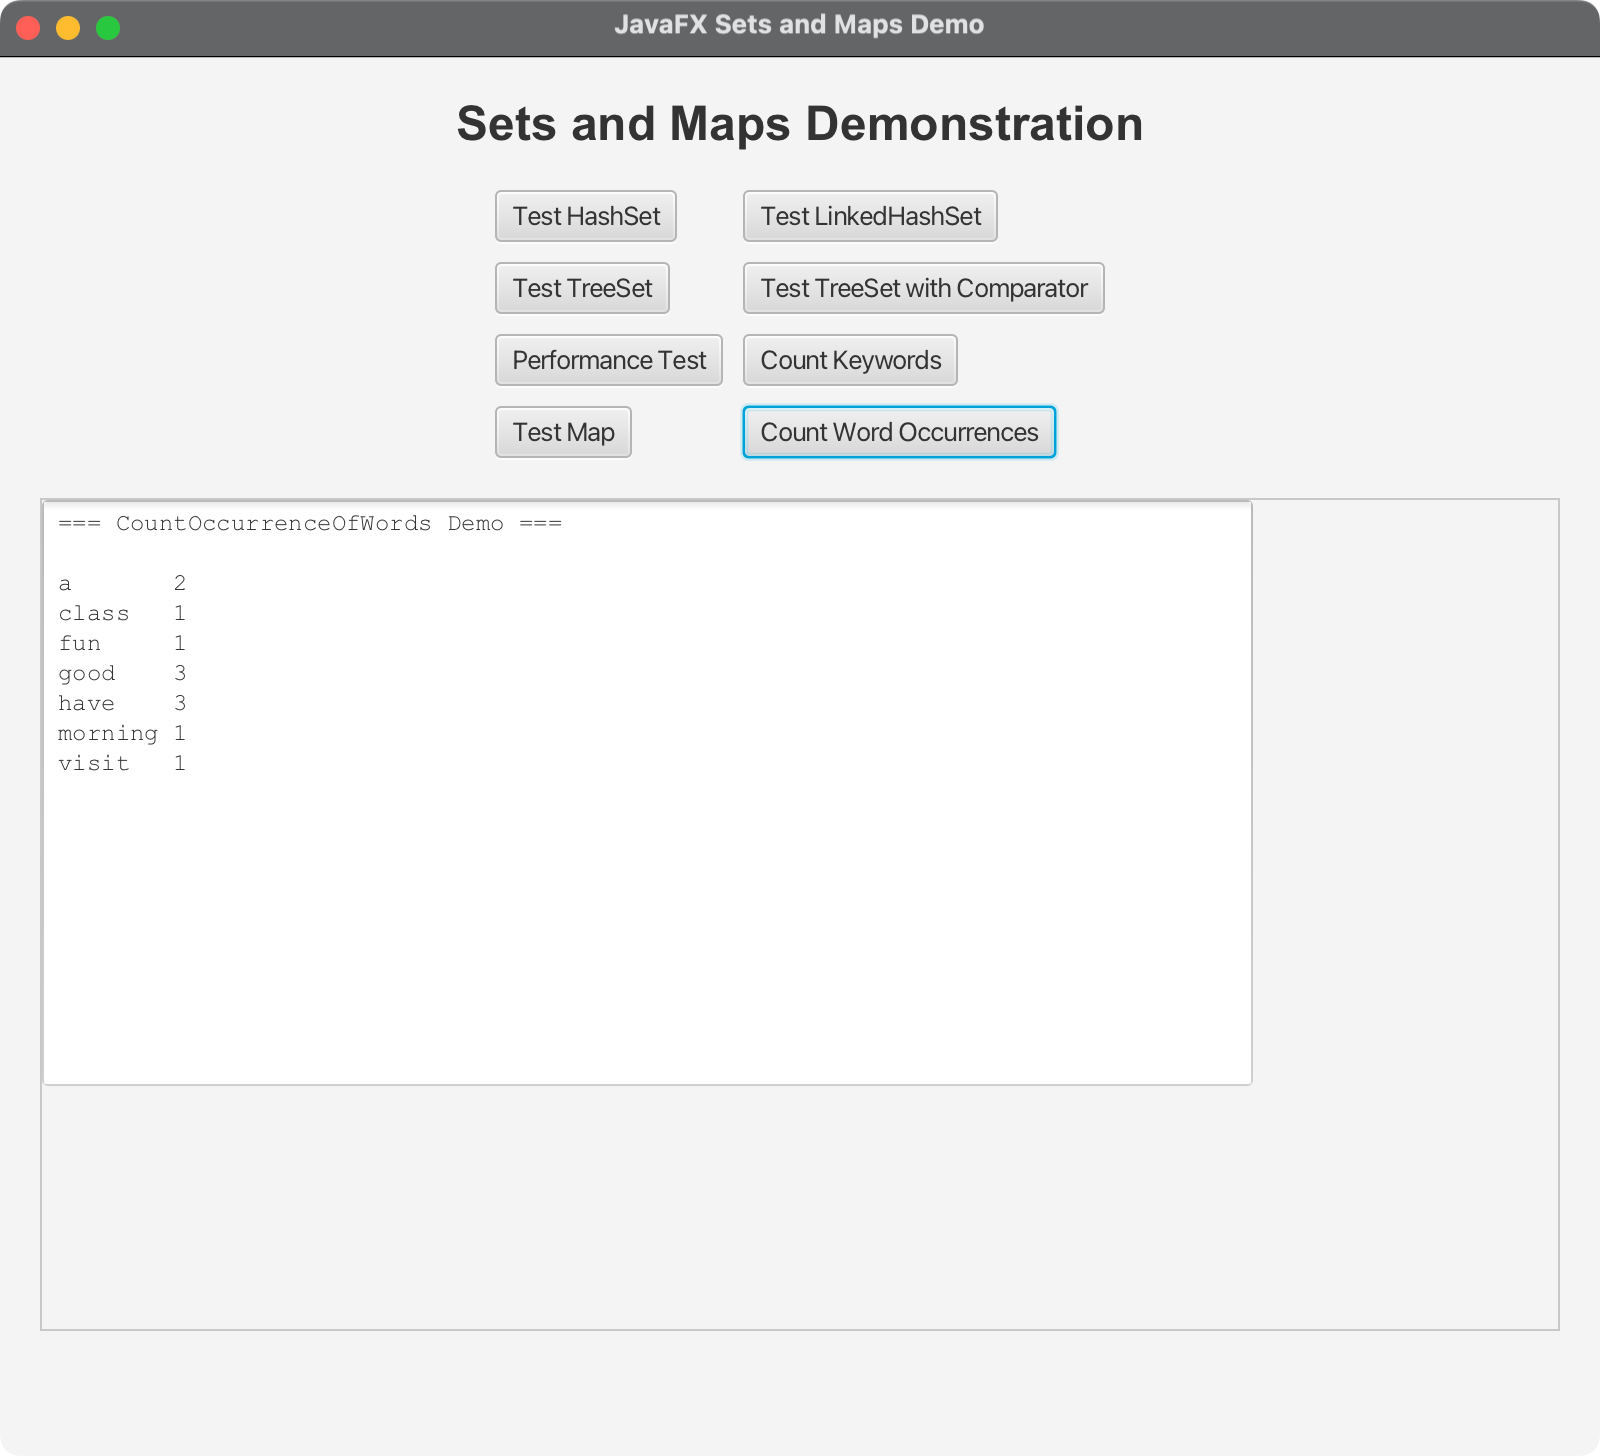 JavaFX Sets and Maps Demo
Sets and Maps Demonstration
Test HashSet Test LinkedHashSet
Test TreeSet Test TreeSet with Comparator
Performance Test Count Keywords
Test Map Count Word Occurrences
=== CountOccurrenceOfWords Demo ===
a       2
class   1
fun     1
good    3
have    3
morning 1
visit   1